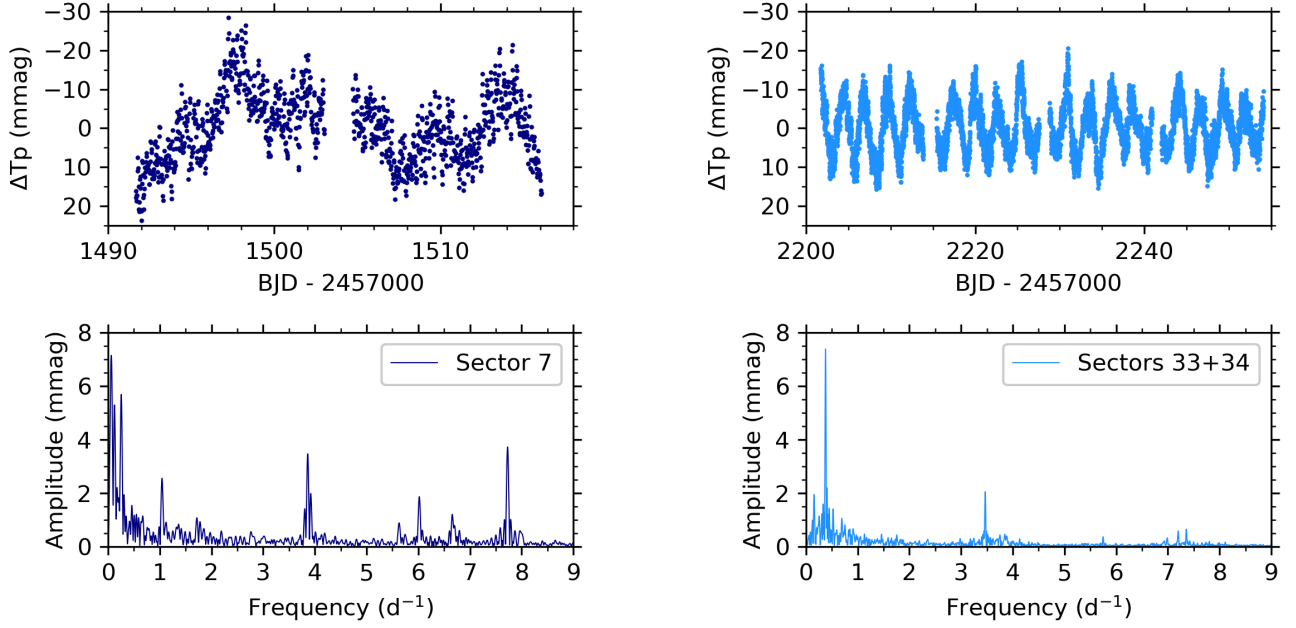 −30
−20
−10
0
10
20
ΔTp (mmag)
1490
1500
1510
BJD - 2457000
−30
−20
−10
0
10
20
ΔTp (mmag)
2200
2220
2240
BJD - 2457000
8
6
4
2
0
Amplitude (mmag)
Sector 7
0 1 2 3 4 5 6 7 8 9
Frequency (d⁻¹)
8
6
4
2
0
Amplitude (mmag)
Sectors 33+34
0 1 2 3 4 5 6 7 8 9
Frequency (d⁻¹)